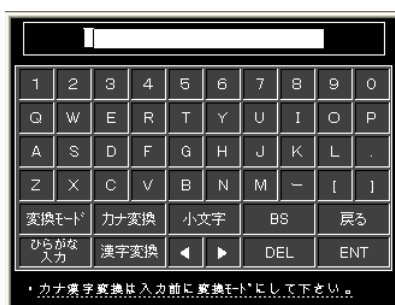 1 2 3 4 5 6 7 8 9 0
Q W E R T Y U I O P
A S D F G H J K L .
Z X C V B N M ー [ ]
変換ﾓｰﾄﾞ カナ変換 小文字 BS 戻る
ひらがな入力 漢字変換 ◀ ▶ DEL ENT
・カナ漢字変換は入力前に変換ﾓｰﾄﾞにして下さい。